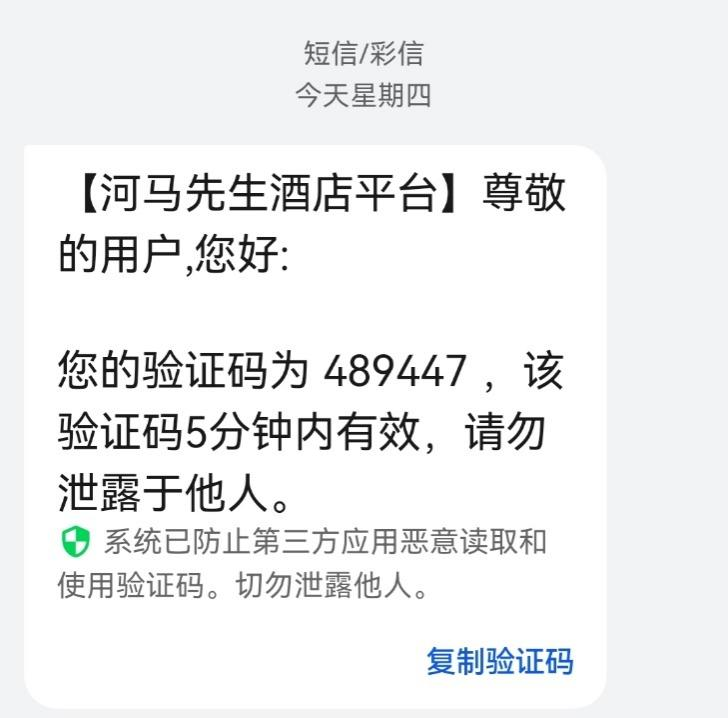 短信/彩信
今天星期四
【河马先生酒店平台】尊敬
的用户,您好:
您的验证码为 489447 ，该
验证码5分钟内有效，请勿
泄露于他人。
系统已防止第三方应用恶意读取和
使用验证码。切勿泄露他人。
复制验证码